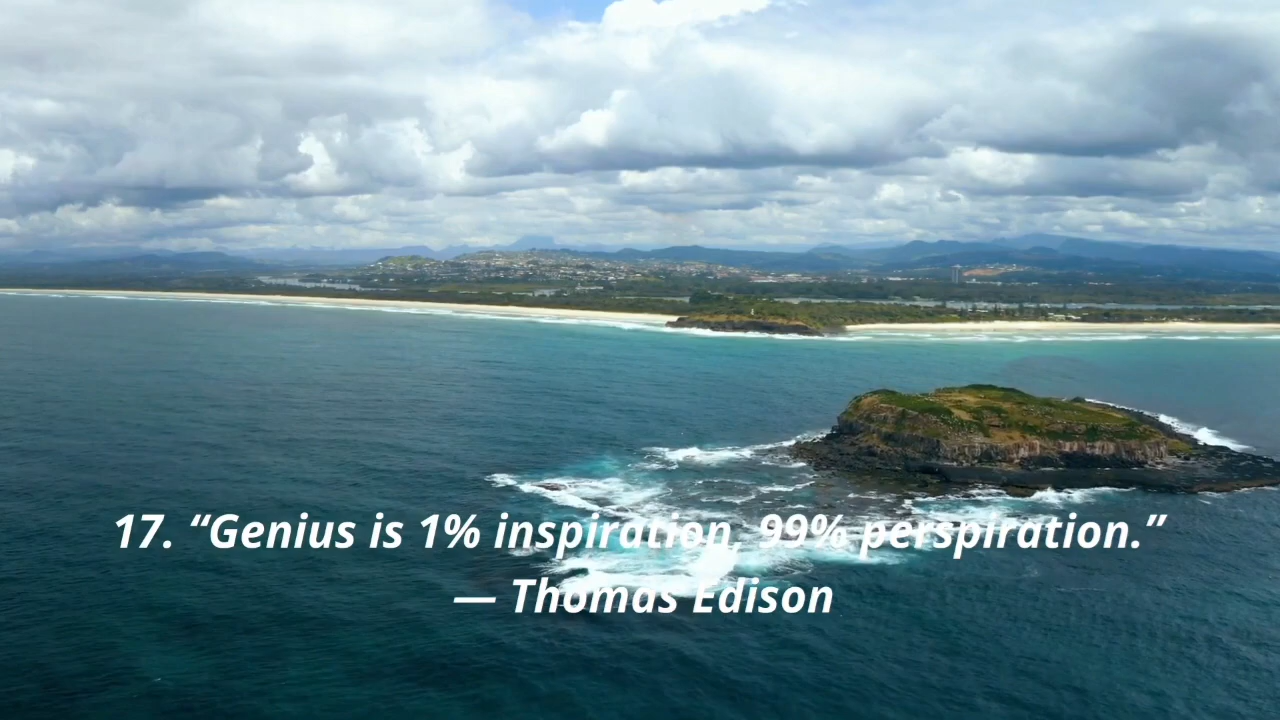 17. “Genius is 1% inspiration, 99% perspiration.”
— Thomas Edison